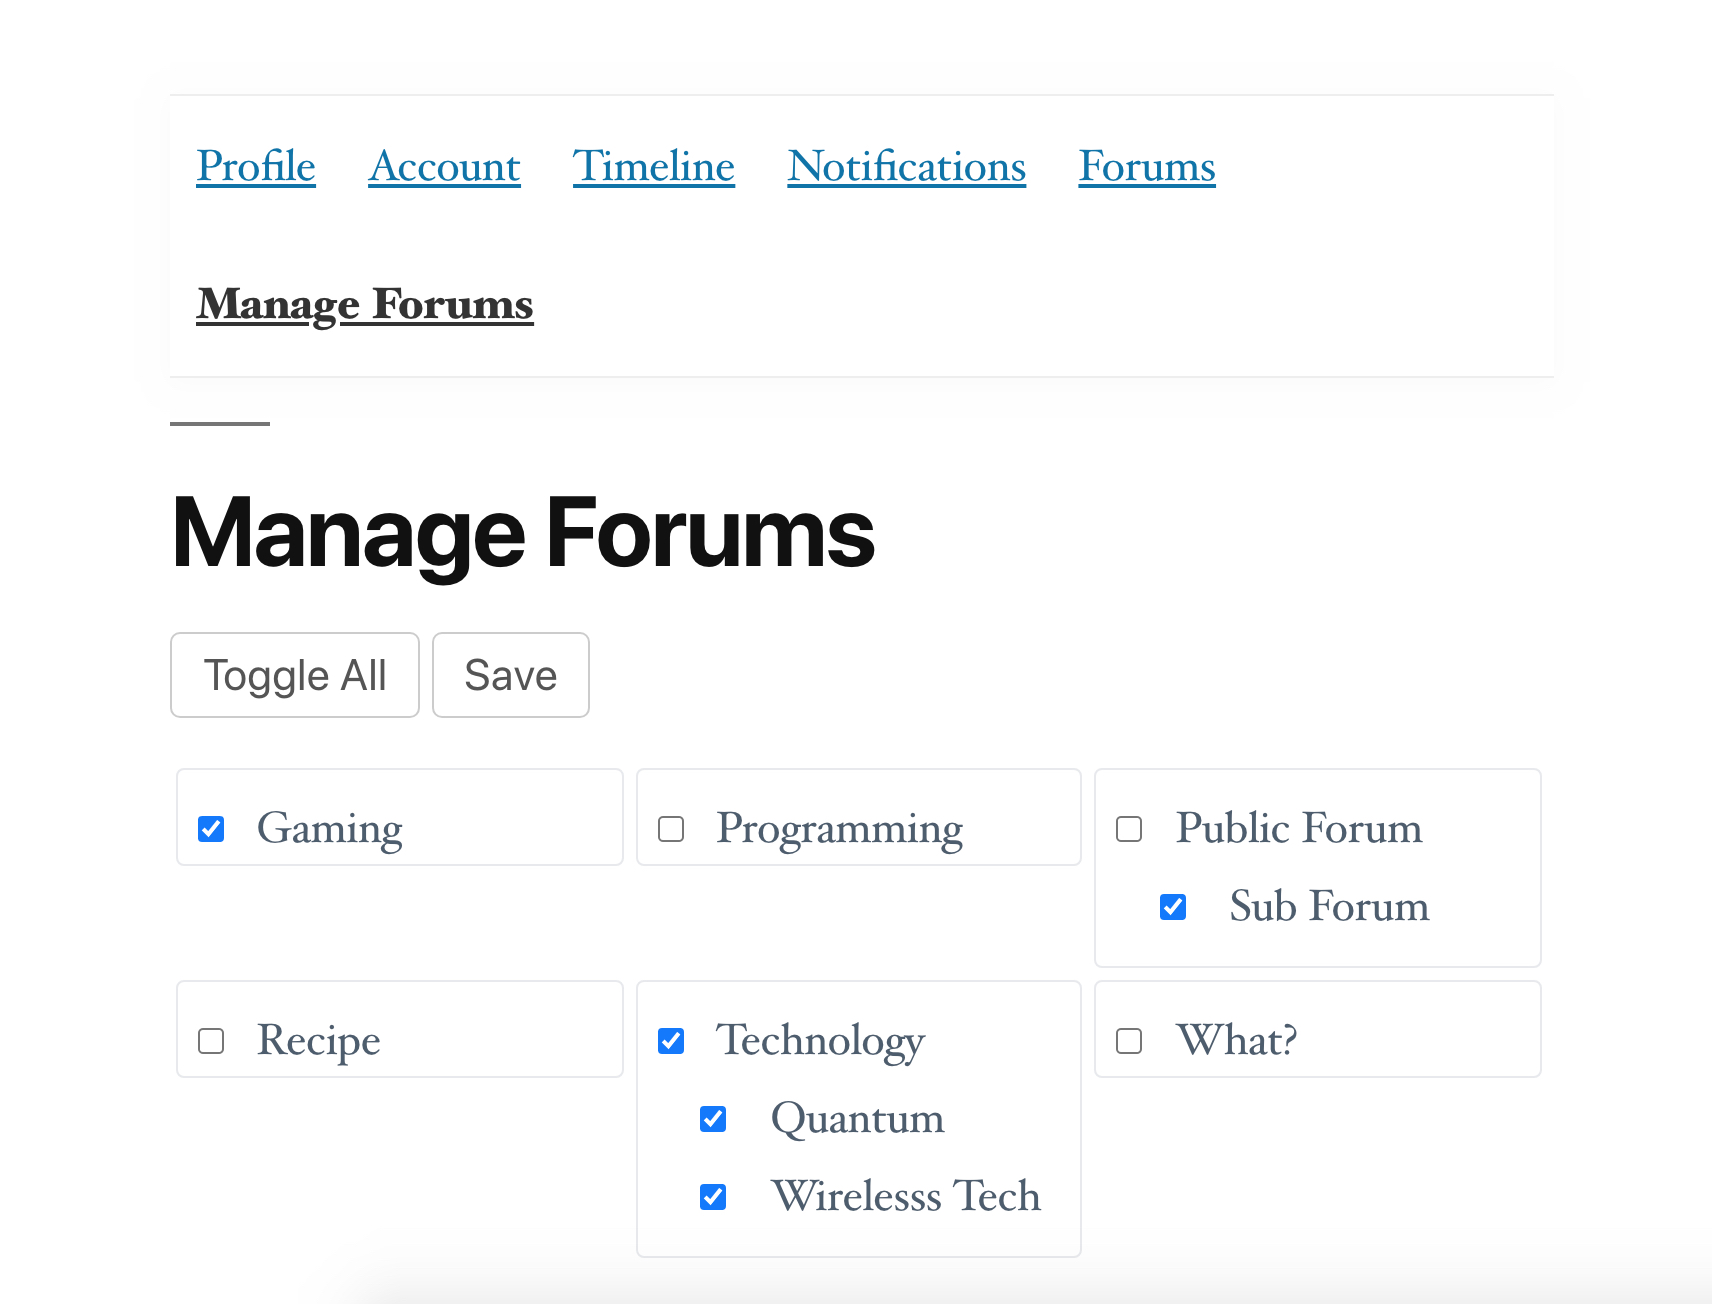 Profile Account Timeline Notifications Forums
Manage Forums
Manage Forums
Toggle All Save
Gaming Programming Public Forum
Sub Forum
Recipe Technology What?
Quantum
Wirelesss Tech